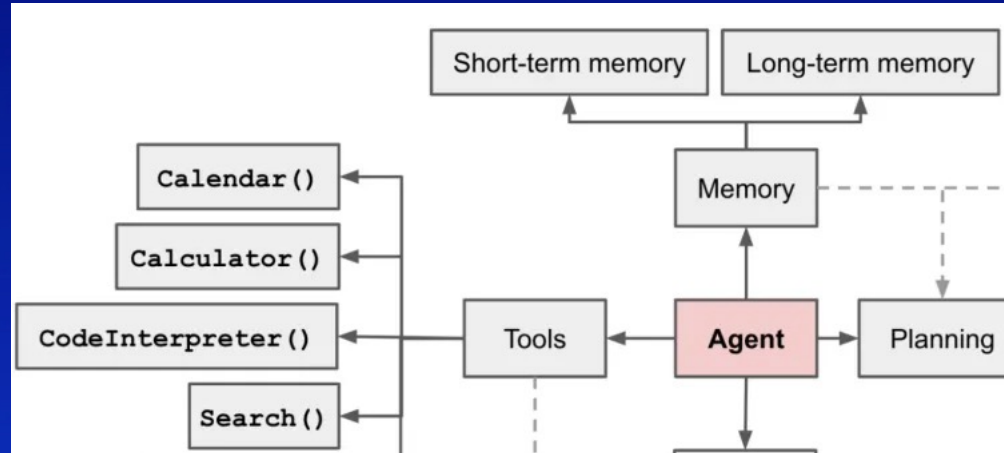 Short-term memory
Long-term memory
Calendar()
Memory
Calculator()
CodeInterpreter()
Tools
Agent
Planning
Search()